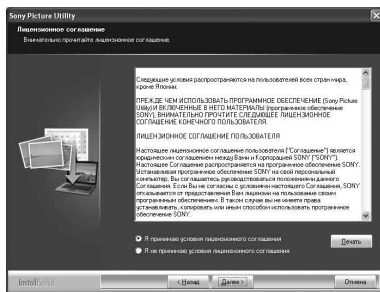 Sony Picture Utility
Лицензионное соглашение
Внимательно прочитайте лицензионное соглашение.
Следующие условия распространяются на пользователей всех стран мира,
кроме Японии:
ПРЕЖДЕ ЧЕМ ИСПОЛЬЗОВАТЬ ПРОГРАММНОЕ ОБЕСПЕЧЕНИЕ (Sony Picture
Utility) И ВКЛЮЧЕННЫЕ В НЕГО МАТЕРИАЛЫ (программное обеспечение
SONY), ВНИМАТЕЛЬНО ПРОЧТИТЕ СЛЕДУЮЩЕЕ ЛИЦЕНЗИОННОЕ
СОГЛАШЕНИЕ КОНЕЧНОГО ПОЛЬЗОВАТЕЛЯ.
ЛИЦЕНЗИОННОЕ СОГЛАШЕНИЕ ПОЛЬЗОВАТЕЛЯ
Настоящее лицензионное соглашение пользователя ("Соглашение") является
юридическим соглашением между Вами и Корпорацией SONY ("SONY").
Настоящее Соглашение распространяется на программное обеспечение SONY.
Устанавливая программное обеспечение SONY на свой персональный
компьютер, Вы соглашаетесь руководствоваться положениями данного
Соглашения. Если Вы не согласны с условиями настоящего Соглашения, SONY
отказывается от предоставления Вам лицензии на пользование своим
программным обеспечением. В таком случае вы не имеете права
устанавливать, копировать или иным способом использовать программное
обеспечение SONY.
Я принимаю условия лицензионного соглашения
Я не принимаю условия лицензионного соглашения
Печать
InstallShield
< Назад
Далее >
Отмена